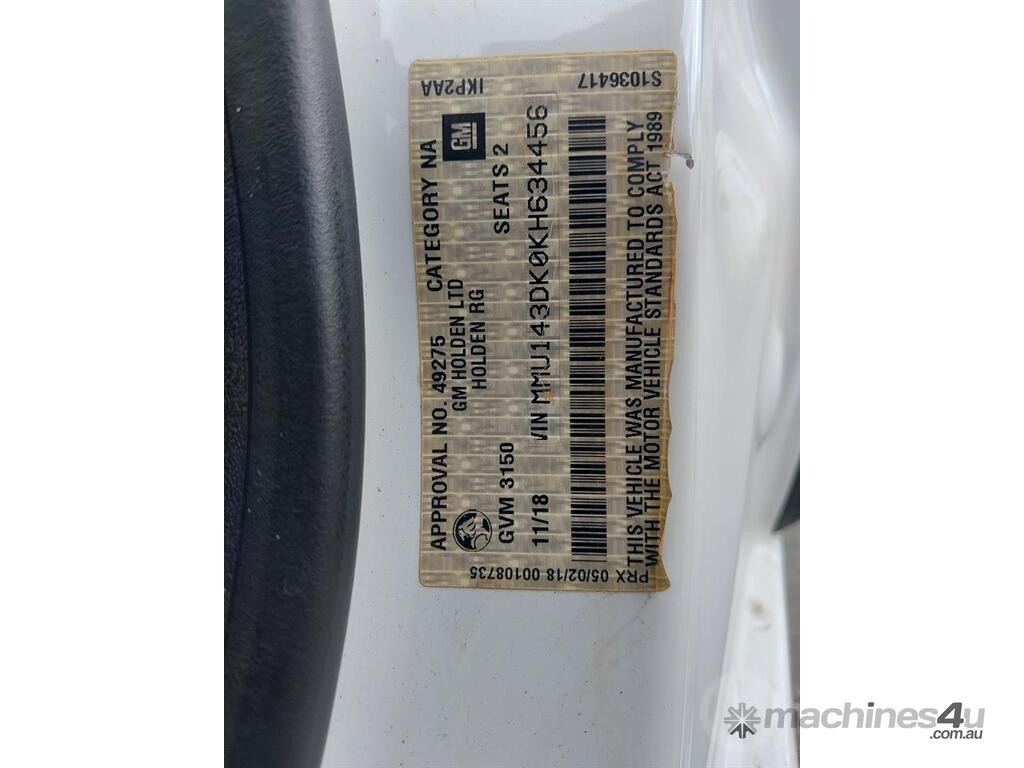 APPROVAL NO. 49275 CATEGORY NA
GM HOLDEN LTD
HOLDEN RG
GM
GVM 3150 SEATS 2
11/18 VIN MMU143DK0KH634456
THIS VEHICLE WAS MANUFACTURED TO COMPLY
WITH THE MOTOR VEHICLE STANDARDS ACT 1989
PRX 05/02/18 00108735
IKP2AA
S1036417
machines4u
.com.au